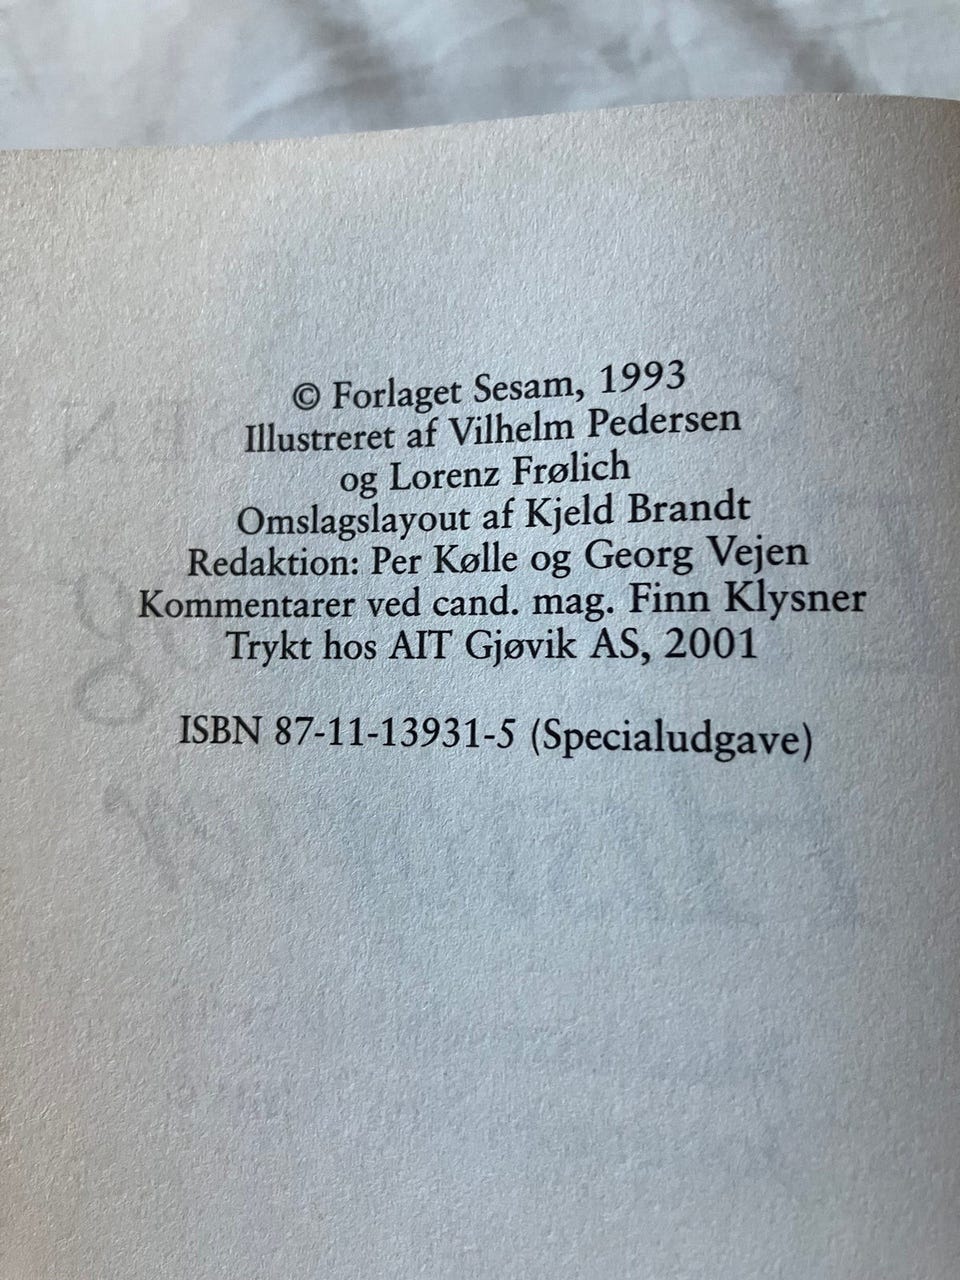 © Forlaget Sesam, 1993
Illustreret af Vilhelm Pedersen
og Lorenz Frølich
Omslagslayout af Kjeld Brandt
Redaktion: Per Kølle og Georg Vejen
Kommentarer ved cand. mag. Finn Klysner
Trykt hos AIT Gjøvik AS, 2001
ISBN 87-11-13931-5 (Specialudgave)